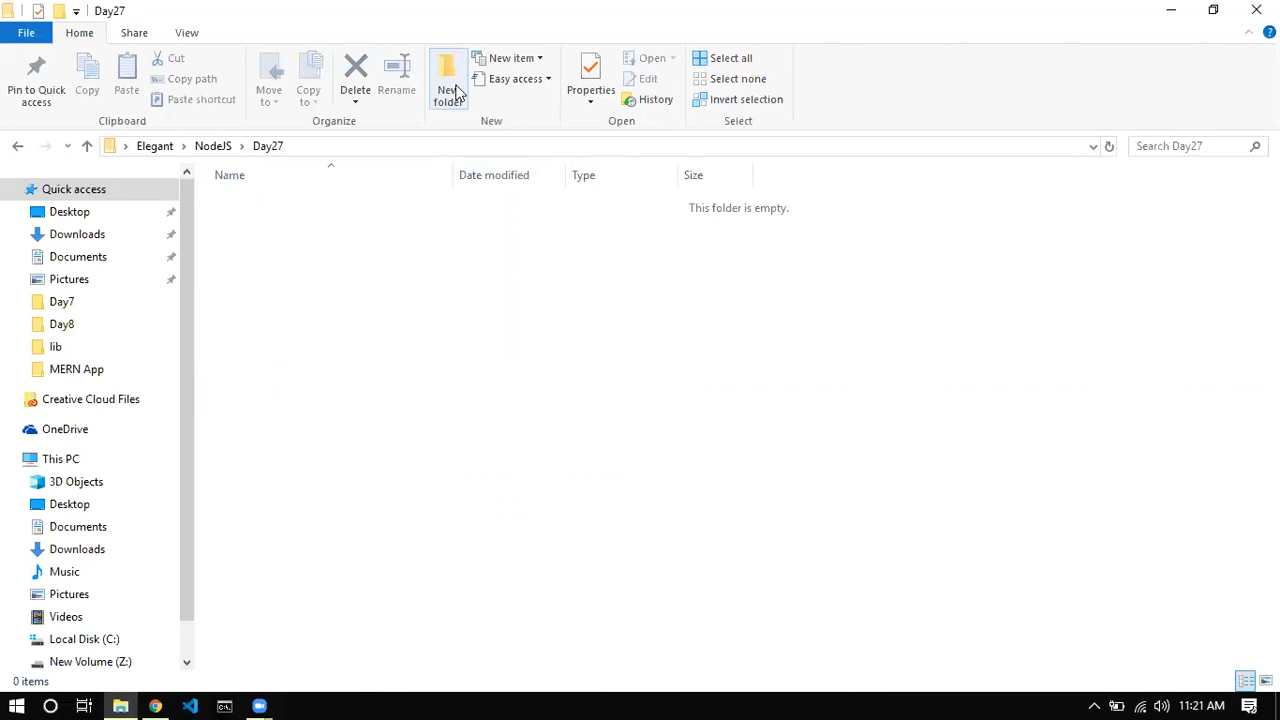 Day27
File Home Share View
Pin to Quick access
Copy
Paste
Cut
Copy path
Paste shortcut
Clipboard
Move to
Copy to
Delete
Rename
Organize
New folder
New item
Easy access
New
Properties
Open
Edit
History
Open
Select all
Select none
Invert selection
Select
Elegant NodeJS Day27
Search Day27
Name Date modified Type Size
This folder is empty.
Quick access
Desktop
Downloads
Documents
Pictures
Day7
Day8
lib
MERN App
Creative Cloud Files
OneDrive
This PC
3D Objects
Desktop
Documents
Downloads
Music
Pictures
Videos
Local Disk (C:)
New Volume (Z:)
0 items
11:21 AM